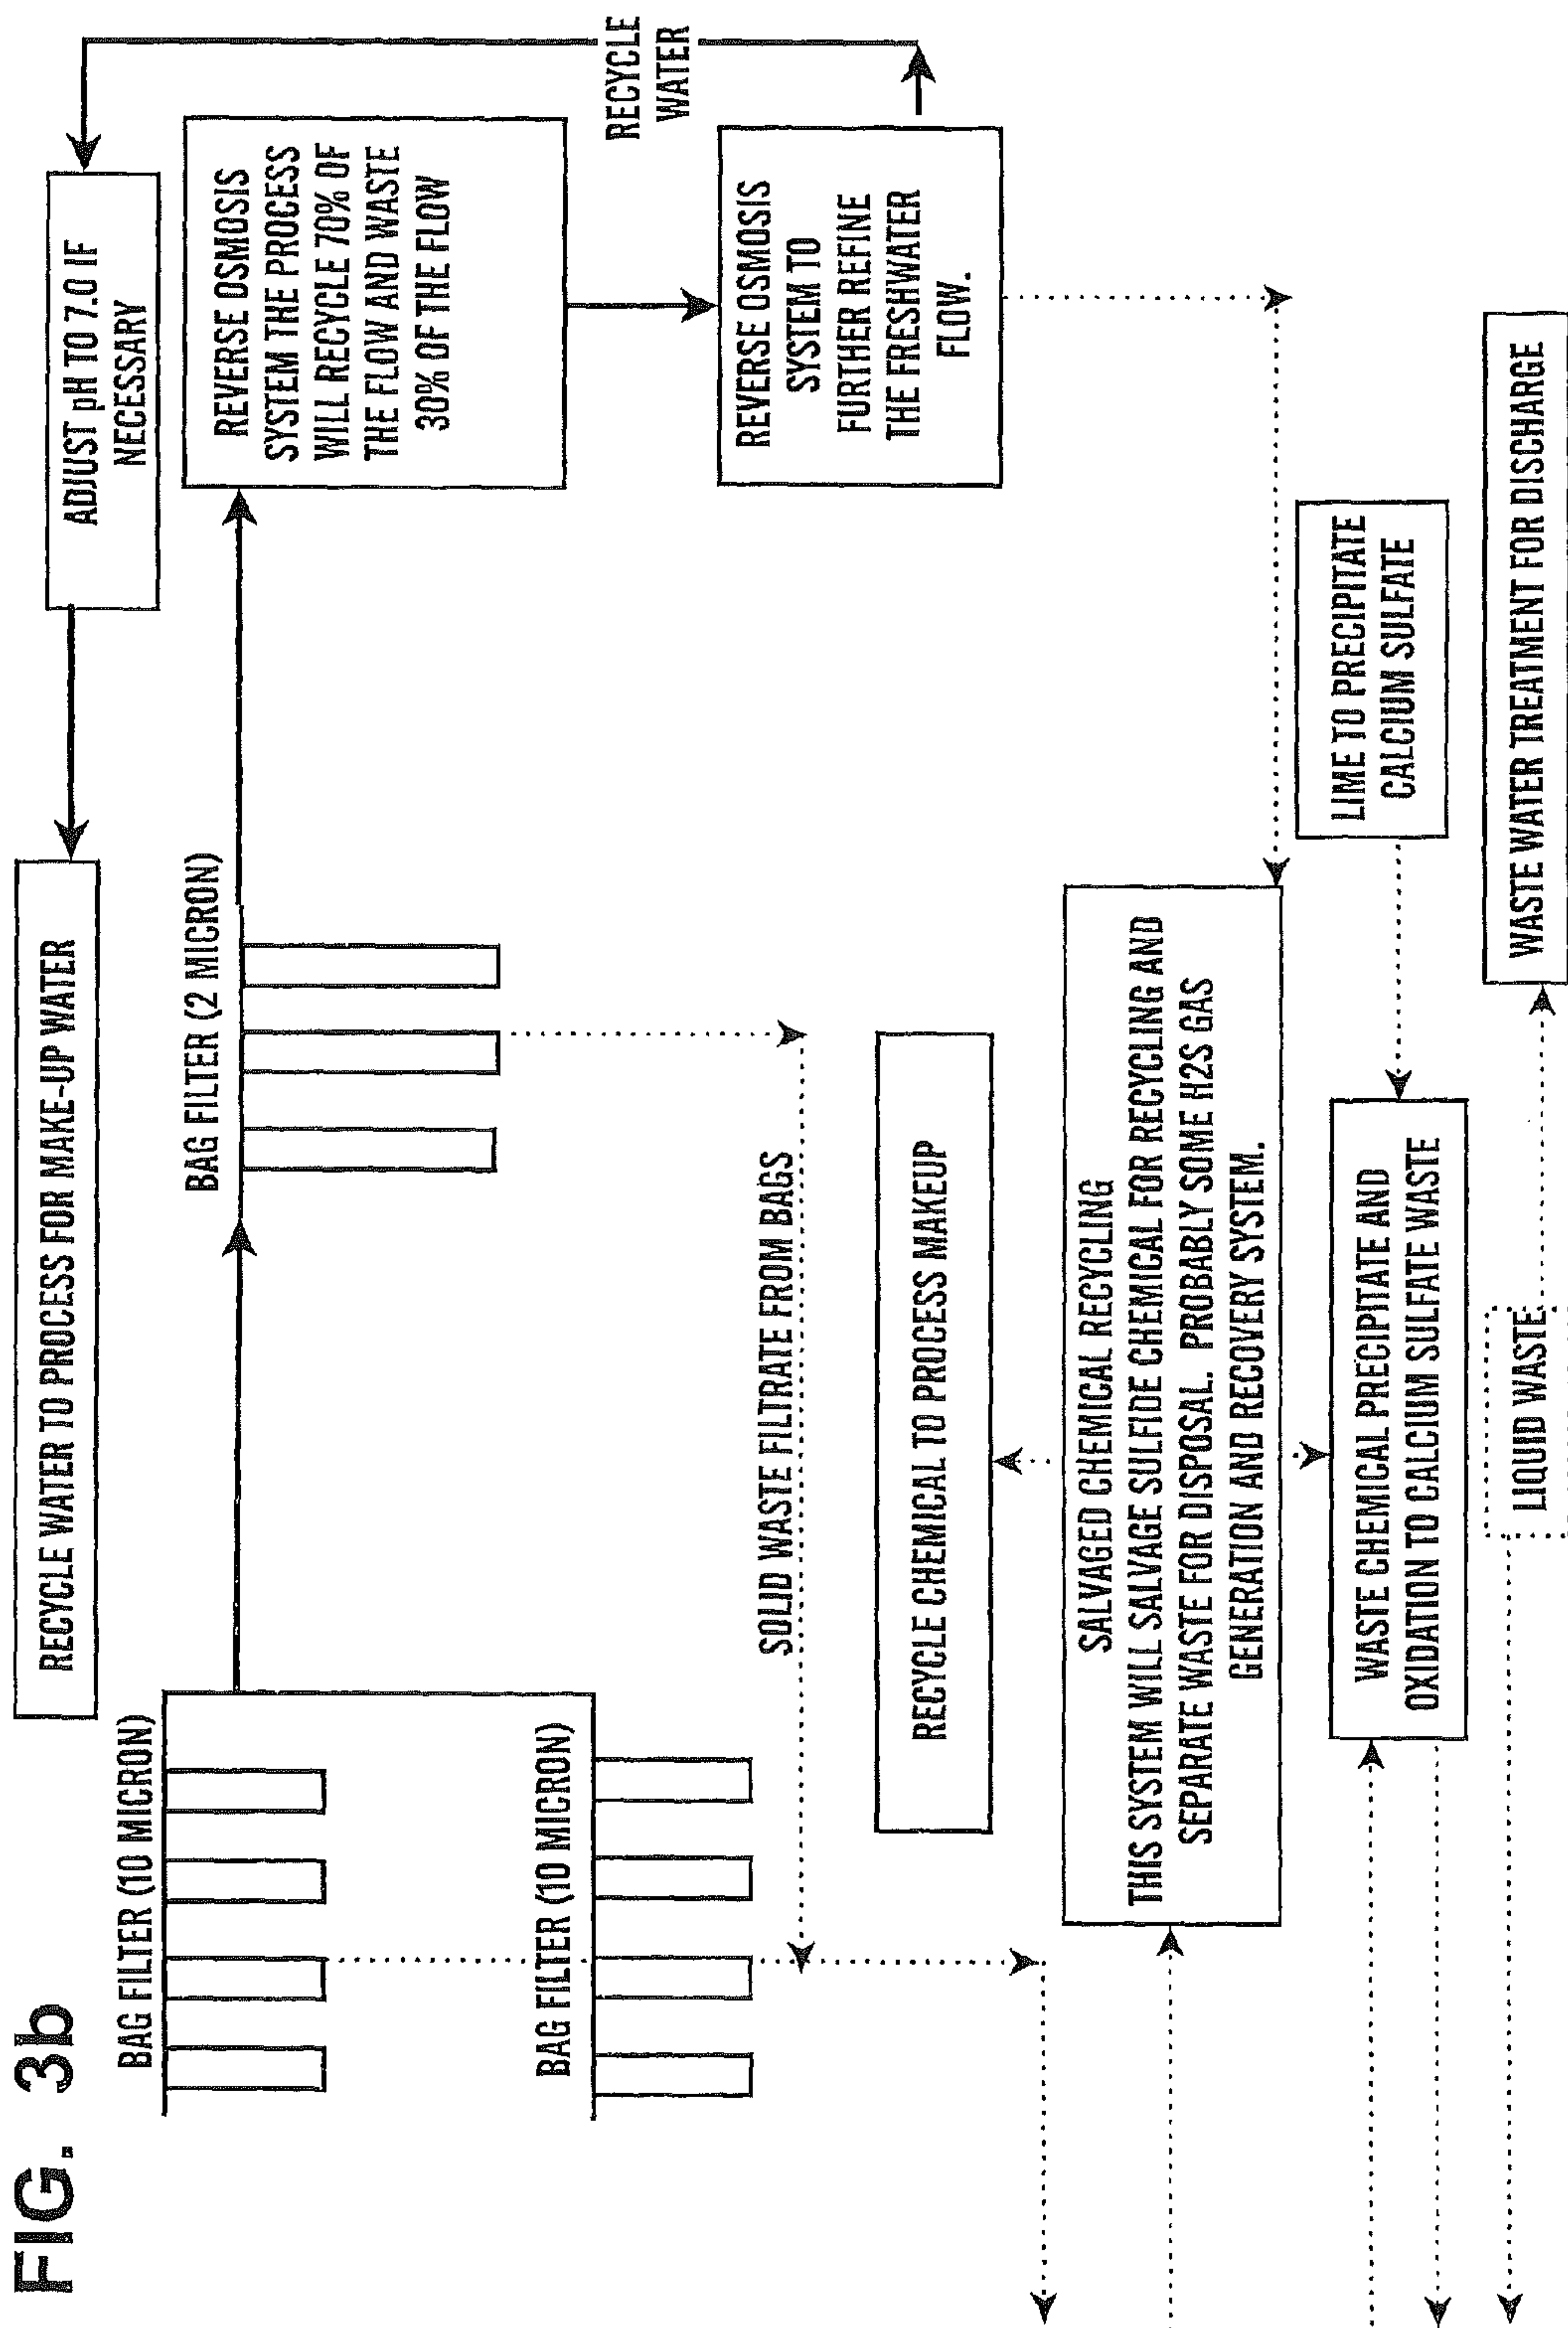 FIG. 3b
RECYCLE WATER TO PROCESS FOR MAKE-UP WATER
ADJUST pH TO 7.0 IF
NECESSARY
BAG FILTER (10 MICRON)
BAG FILTER (2 MICRON)
REVERSE OSMOSIS
SYSTEM THE PROCESS
WILL RECYCLE 70% OF
THE FLOW AND WASTE
30% OF THE FLOW
BAG FILTER (10 MICRON)
RECYCLE
WATER
SOLID WASTE FILTRATE FROM BAGS
REVERSE OSMOSIS
SYSTEM TO
FURTHER REFINE
THE FRESHWATER
FLOW.
RECYCLE CHEMICAL TO PROCESS MAKEUP
SALVAGED CHEMICAL RECYCLING
THIS SYSTEM WILL SALVAGE SULFIDE CHEMICAL FOR RECYCLING AND
SEPARATE WASTE FOR DISPOSAL. PROBABLY SOME H2S GAS
GENERATION AND RECOVERY SYSTEM.
LIME TO PRECIPITATE
CALCIUM SULFATE
WASTE CHEMICAL PRECIPITATE AND
OXIDATION TO CALCIUM SULFATE WASTE
LIQUID WASTE
WASTE WATER TREATMENT FOR DISCHARGE